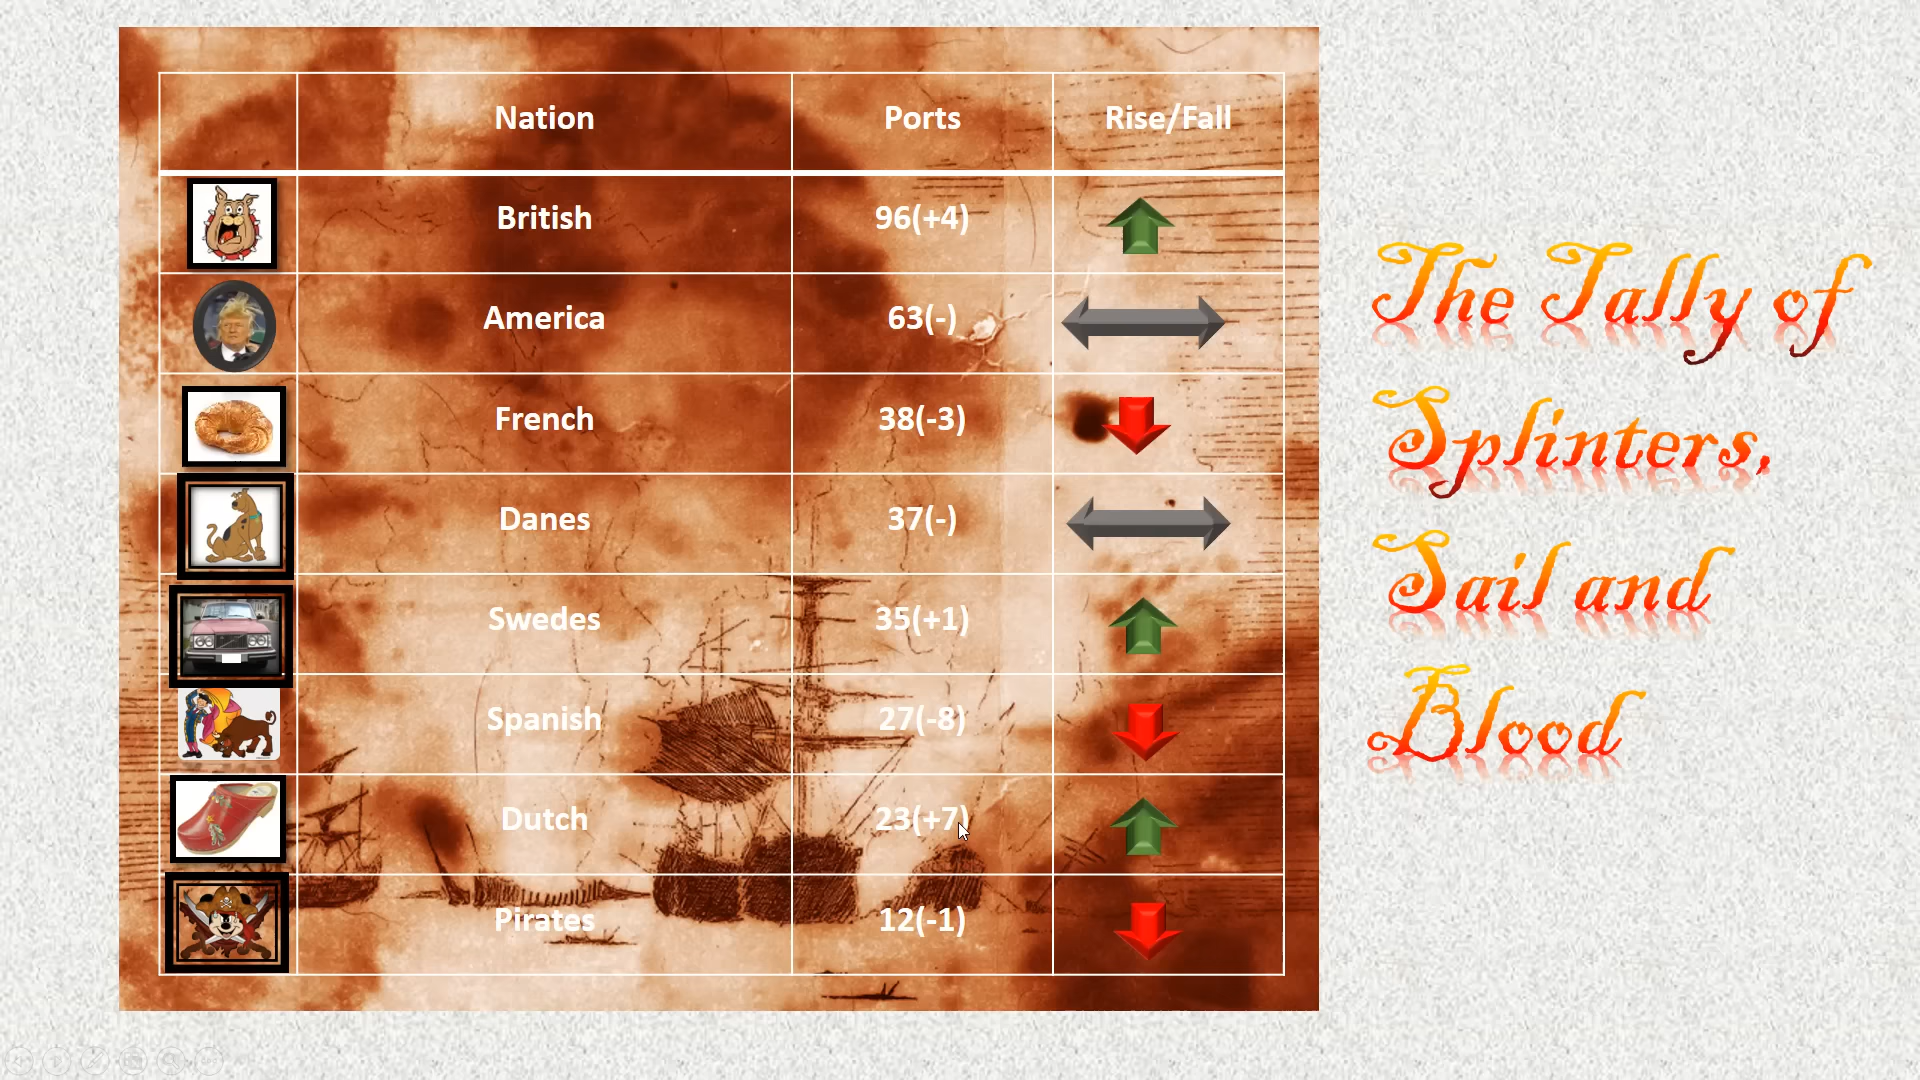 Nation Ports Rise/Fall
British 96(+4)
America 63(-)
French 38(-3)
Danes 37(-)
Swedes 35(+1)
Spanish 27(-8)
Dutch 23(+7)
Pirates 12(-1)
The Tally of
Splinters,
Sail and
Blood